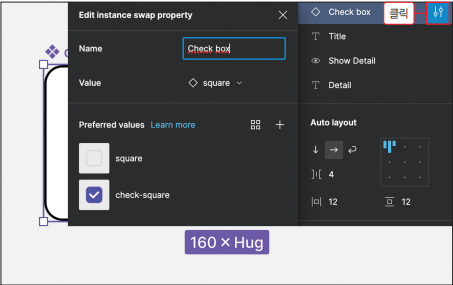 Edit instance swap property
Name
Check box
Value
square
Preferred values Learn more
square
check-square
160 × Hug
Check box
클릭
Title
Show Detail
Detail
Auto layout
4
12
12